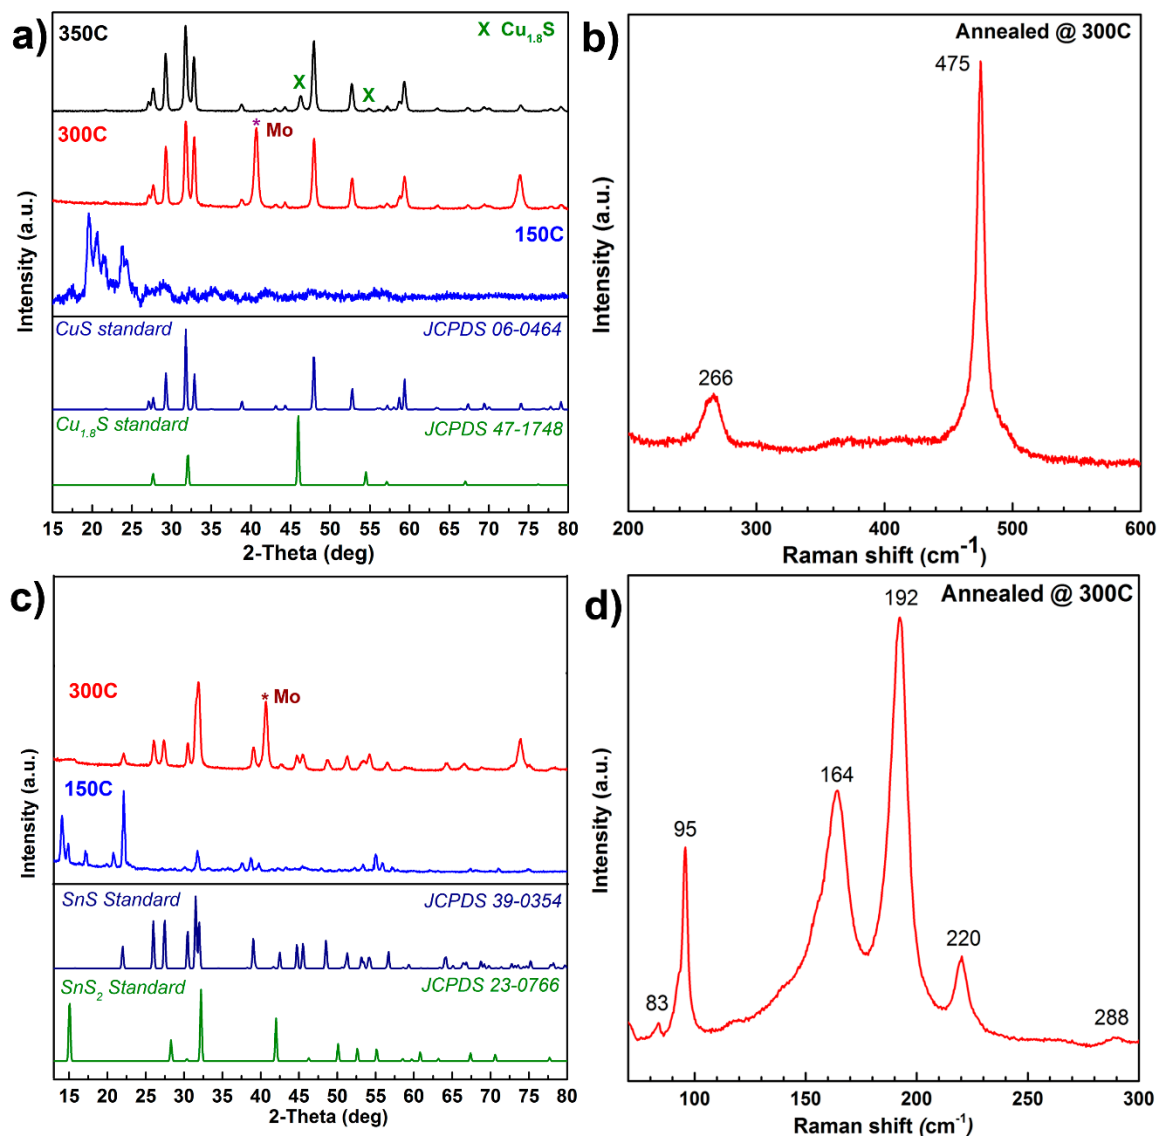 a)
350C
X Cu1.8S
X
X
* Mo
300C
150C
CuS standard
JCPDS 06-0464
Cu1.8S standard
JCPDS 47-1748
Intensity (a.u.)
15 20 25 30 35 40 45 50 55 60 65 70 75 80
2-Theta (deg)
b)
Annealed @ 300C
475
266
Intensity (a.u.)
200 300 400 500 600
Raman shift (cm-1)
c)
300C
* Mo
150C
SnS Standard
JCPDS 39-0354
SnS2 Standard
JCPDS 23-0766
Intensity (a.u.)
15 20 25 30 35 40 45 50 55 60 65 70 75 80
2-Theta (deg)
d)
Annealed @ 300C
192
164
95
220
83
288
Intensity (a.u.)
100 150 200 250 300
Raman shift (cm-1)